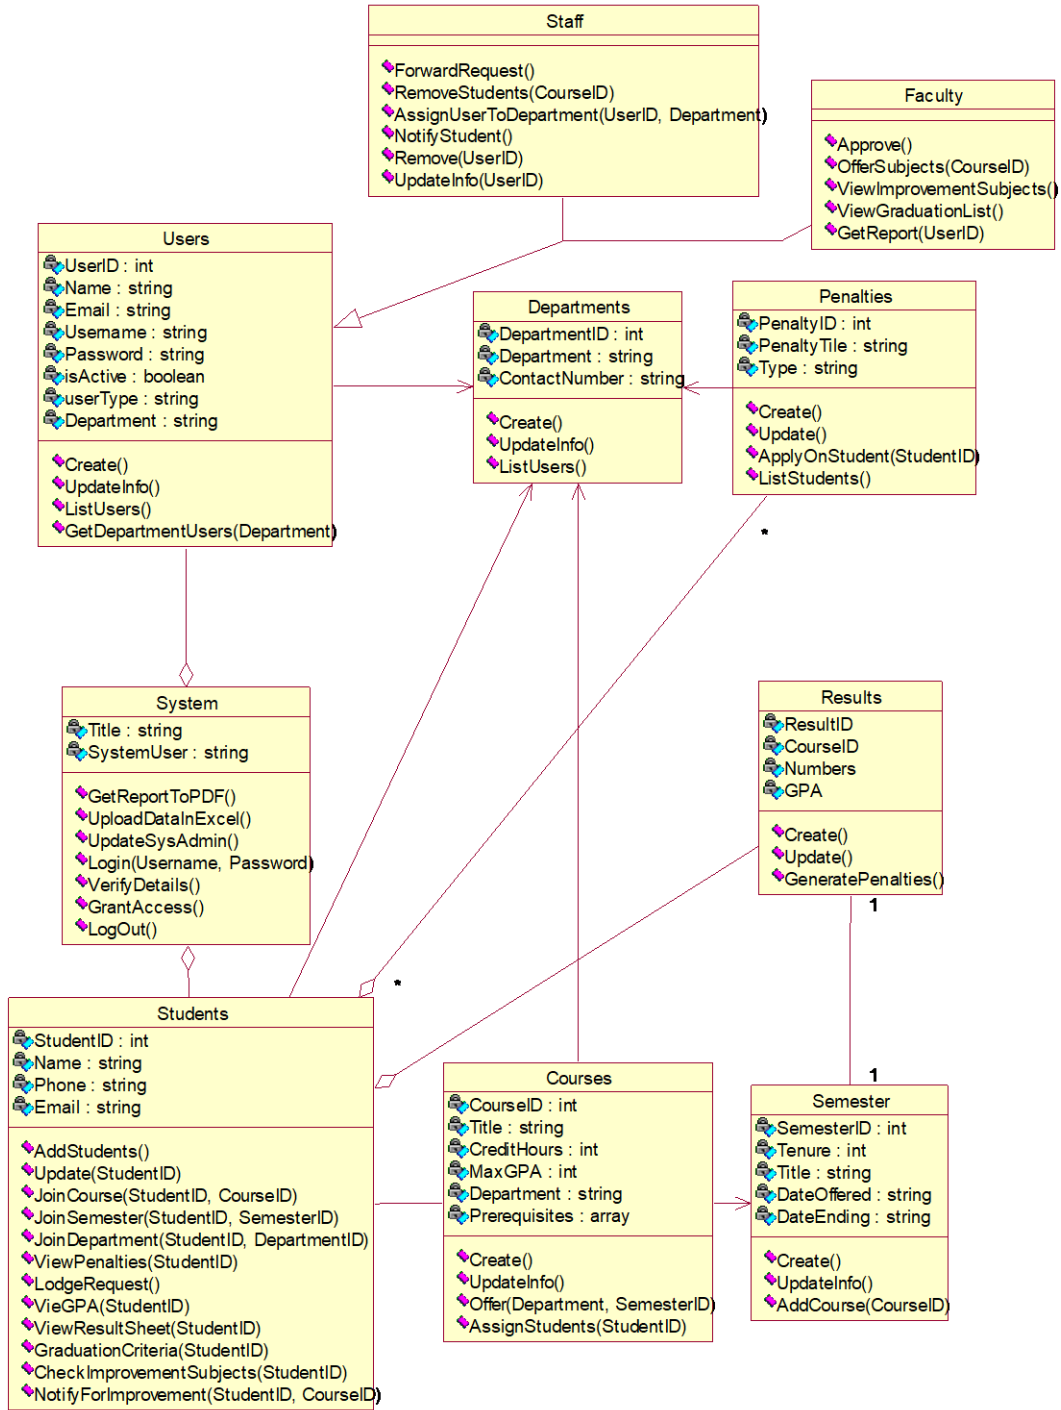 Staff
ForwardRequest()
RemoveStudents(CourseID)
AssignUserToDepartment(UserID, Department)
NotifyStudent()
Remove(UserID)
UpdateInfo(UserID)
Faculty
Approve()
OfferSubjects(CourseID)
ViewImprovementSubjects()
ViewGraduationList()
GetReport(UserID)
Users
UserID : int
Name : string
Email : string
Username : string
Password : string
isActive : boolean
userType : string
Department : string
Create()
UpdateInfo()
ListUsers()
GetDepartmentUsers(Department)
Departments
DepartmentID : int
Department : string
ContactNumber : string
Create()
UpdateInfo()
ListUsers()
Penalties
PenaltyID : int
PenaltyTile : string
Type : string
Create()
Update()
ApplyOnStudent(StudentID)
ListStudents()
*
System
Title : string
SystemUser : string
GetReportToPDF()
UploadDataInExcel()
UpdateSysAdmin()
Login(Username, Password)
VerifyDetails()
GrantAccess()
LogOut()
Results
ResultID
CourseID
Numbers
GPA
Create()
Update()
GeneratePenalties()
1
*
Students
StudentID : int
Name : string
Phone : string
Email : string
AddStudents()
Update(StudentID)
JoinCourse(StudentID, CourseID)
JoinSemester(StudentID, SemesterID)
JoinDepartment(StudentID, DepartmentID)
ViewPenalties(StudentID)
LodgeRequest()
VieGPA(StudentID)
ViewResultSheet(StudentID)
GraduationCriteria(StudentID)
CheckImprovementSubjects(StudentID)
NotifyForImprovement(StudentID, CourseID)
Courses
CourseID : int
Title : string
CreditHours : int
MaxGPA : int
Department : string
Prerequisites : array
Create()
UpdateInfo()
Offer(Department, SemesterID)
AssignStudents(StudentID)
1
Semester
SemesterID : int
Tenure : int
Title : string
DateOffered : string
DateEnding : string
Create()
UpdateInfo()
AddCourse(CourseID)